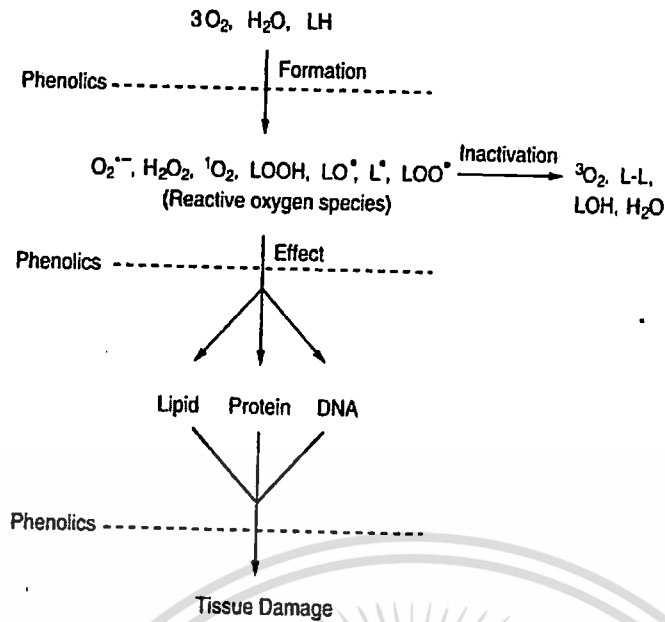 3O₂, H₂O, LH
Formation
Phenolics
O₂•−, H₂O₂, ¹O₂, LOOH, LO•, L•, LOO•
(Reactive oxygen species)
Inactivation
³O₂, L-L,
LOH, H₂O
Effect
Phenolics
Lipid Protein DNA
Phenolics
Tissue Damage